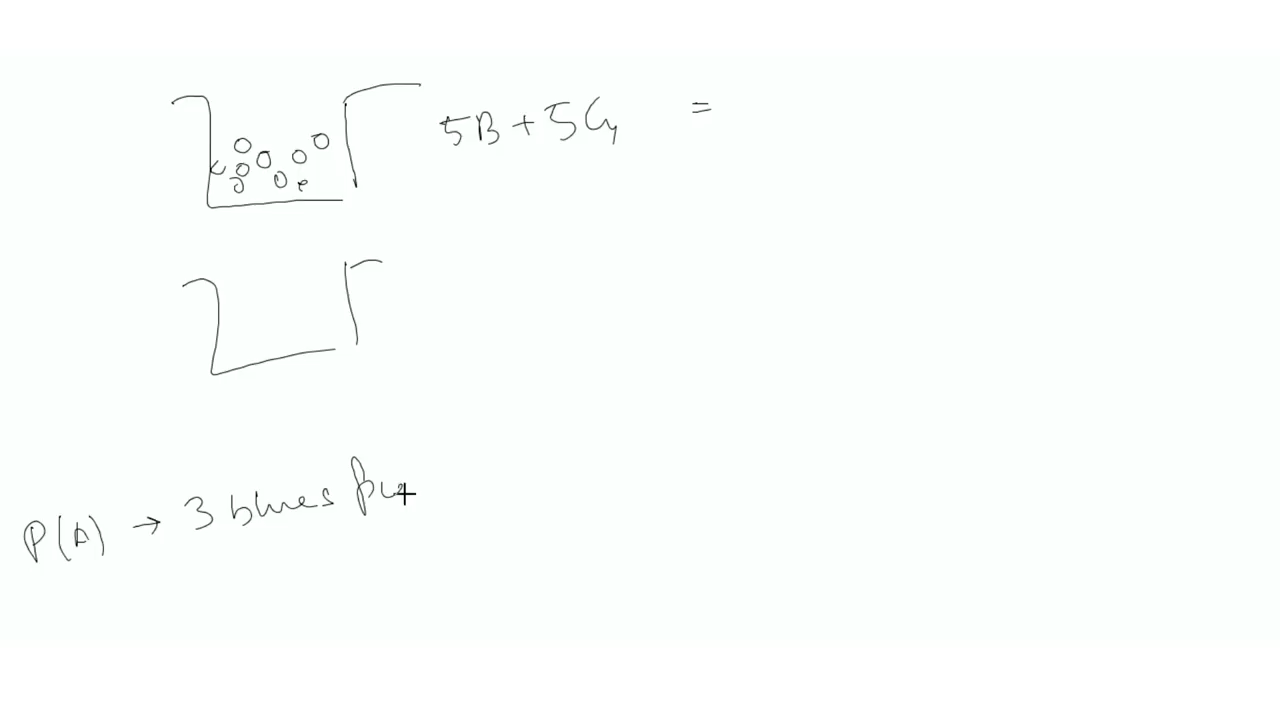 5B + 5G =
P(A) → 3 blues